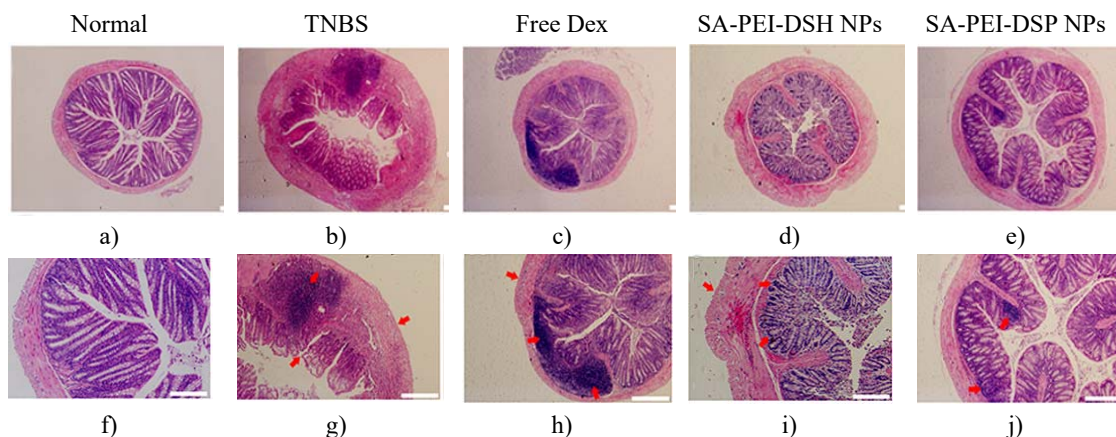 Normal TNBS Free Dex SA-PEI-DSH NPs SA-PEI-DSP NPs
a) b) c) d) e)
f) g) h) i) j)